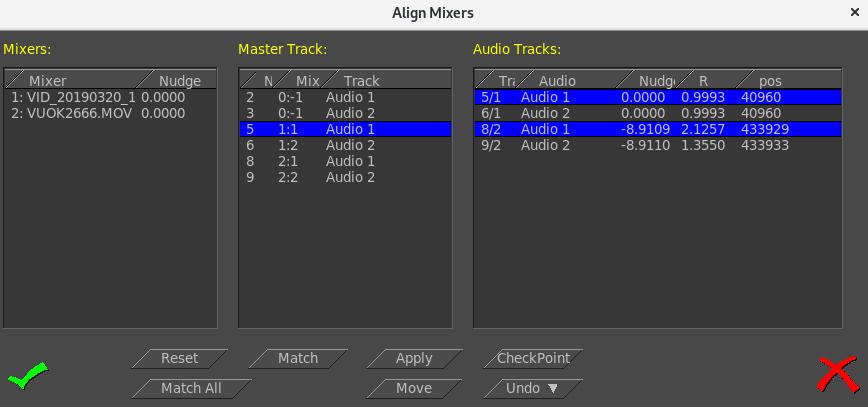 Align Mixers ×
Mixers: Master Track: Audio Tracks:
Mixer Nudge N Mix Track Tra Audio Nudg R pos
1: VID_20190320_1 0.0000 2 0:-1 Audio 1 5/1 Audio 1 0.0000 0.9993 40960
2: VUOK2666.MOV 0.0000 3 0:-1 Audio 2 6/1 Audio 2 0.0000 0.9993 40960
5 1:1 Audio 1 8/2 Audio 1 -8.9109 2.1257 433929
6 1:2 Audio 2 9/2 Audio 2 -8.9110 1.3550 433933
8 2:1 Audio 1
9 2:2 Audio 2
Reset Match Apply CheckPoint
Match All Move Undo ▼